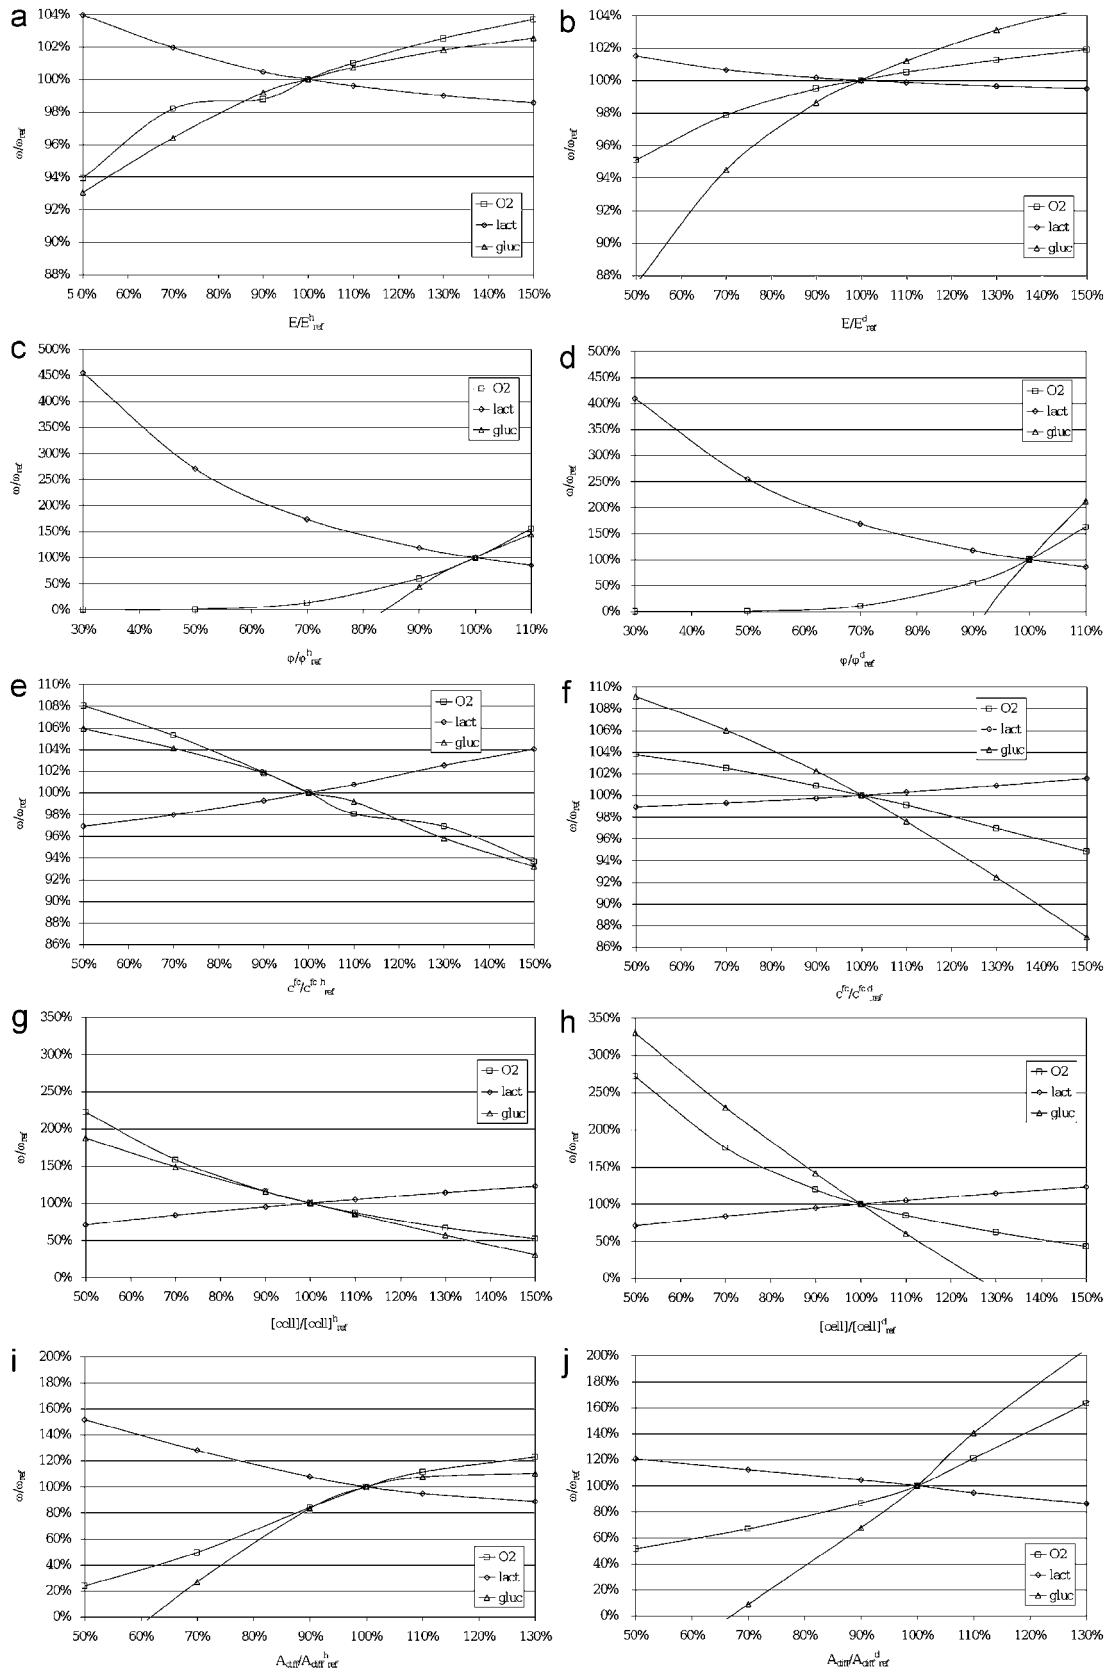 a
104%
102%
100%
98%
96%
94%
92%
90%
88%
ω/ω_ref
O2
lact
gluc
50% 60% 70% 80% 90% 100% 110% 120% 130% 140% 150%
E/E^h_ref
b
104%
102%
100%
98%
96%
94%
92%
90%
88%
ω/ω_ref
O2
lact
gluc
50% 60% 70% 80% 90% 100% 110% 120% 130% 140% 150%
E/E^d_ref
c
500%
450%
400%
350%
300%
250%
200%
150%
100%
50%
0%
ω/ω_ref
O2
lact
gluc
30% 40% 50% 60% 70% 80% 90% 100% 110%
φ/φ^h_ref
d
500%
450%
400%
350%
300%
250%
200%
150%
100%
50%
0%
ω/ω_ref
O2
lact
gluc
30% 40% 50% 60% 70% 80% 90% 100% 110%
φ/φ^d_ref
e
110%
108%
106%
104%
102%
100%
98%
96%
94%
92%
90%
88%
86%
ω/ω_ref
O2
lact
gluc
50% 60% 70% 80% 90% 100% 110% 120% 130% 140% 150%
c^fc/c^fc h_ref
f
110%
108%
106%
104%
102%
100%
98%
96%
94%
92%
90%
88%
86%
ω/ω_ref
O2
lact
gluc
50% 60% 70% 80% 90% 100% 110% 120% 130% 140% 150%
c^fc/c^fc d_ref
g
350%
300%
250%
200%
150%
100%
50%
0%
ω/ω_ref
O2
lact
gluc
50% 60% 70% 80% 90% 100% 110% 120% 130% 140% 150%
[cell]/[cell]^h_ref
h
350%
300%
250%
200%
150%
100%
50%
0%
ω/ω_ref
O2
lact
gluc
50% 60% 70% 80% 90% 100% 110% 120% 130% 140% 150%
[cell]/[cell]^d_ref
i
200%
180%
160%
140%
120%
100%
80%
60%
40%
20%
0%
ω/ω_ref
O2
lact
gluc
50% 60% 70% 80% 90% 100% 110% 120% 130%
A_diff/A_diff^h_ref
j
200%
180%
160%
140%
120%
100%
80%
60%
40%
20%
0%
ω/ω_ref
O2
lact
gluc
50% 60% 70% 80% 90% 100% 110% 120% 130%
A_diff/A_diff^d_ref